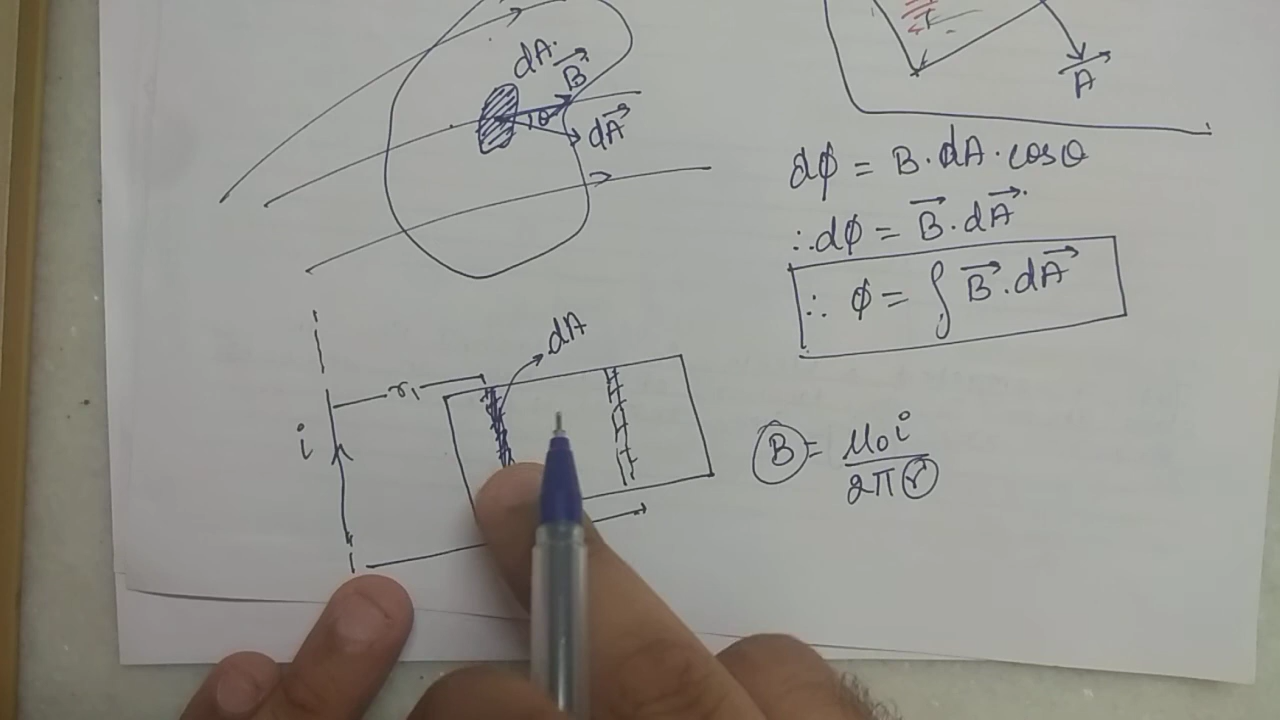 dA
B⃗
θ
dA⃗
A⃗
dϕ = B·dA·cosθ
∴dϕ = B⃗·dA⃗
∴ ϕ = ∫ B⃗·dA⃗
dA
r₁
i
B = μ₀i / 2πr